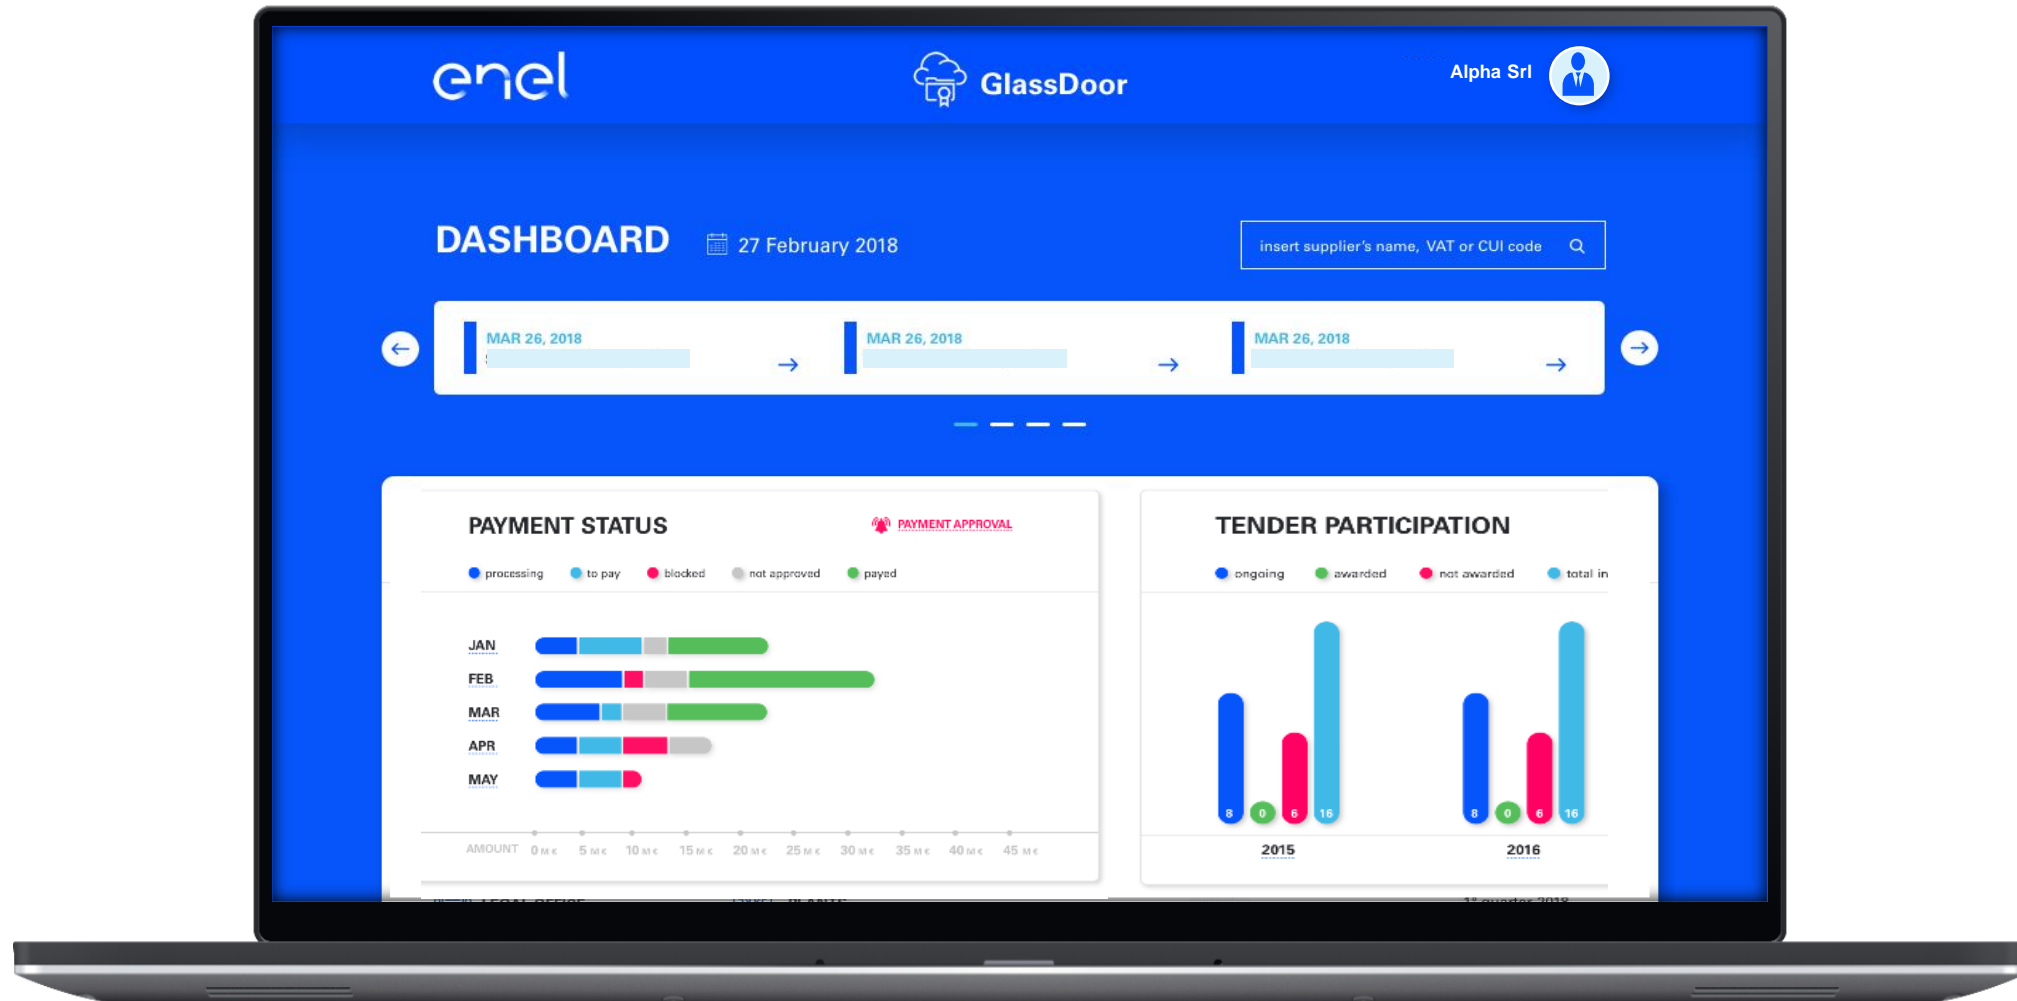 enel
GlassDoor
Alpha Srl
DASHBOARD
27 February 2018
insert supplier's name, VAT or CUI code
MAR 26, 2018
MAR 26, 2018
MAR 26, 2018
PAYMENT STATUS
PAYMENT APPROVAL
processing to pay blocked not approved payed
JAN
FEB
MAR
APR
MAY
AMOUNT 0 M € 5 M € 10 M € 15 M € 20 M € 25 M € 30 M € 35 M € 40 M € 45 M €
TENDER PARTICIPATION
ongoing awarded not awarded total in
8 0 6 16
8 0 6 16
2015
2016
1° quarter 2018